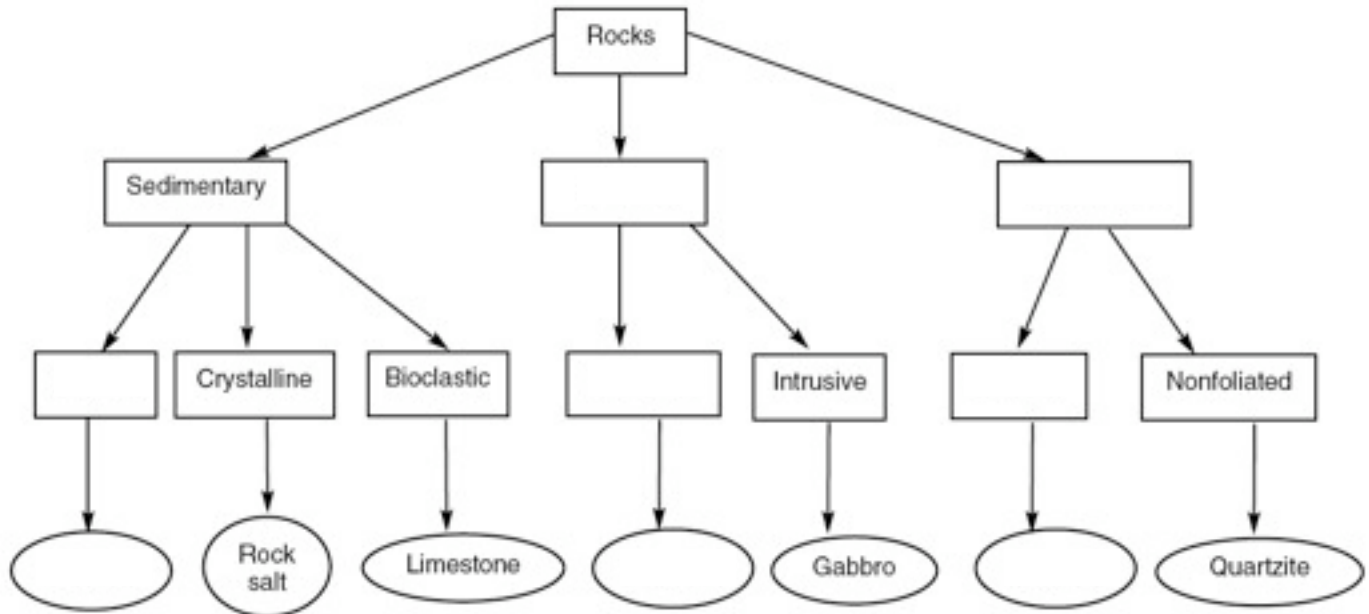 Rocks
Sedimentary
Crystalline
Bioclastic
Intrusive
Nonfoliated
Rock
salt
Limestone
Gabbro
Quartzite